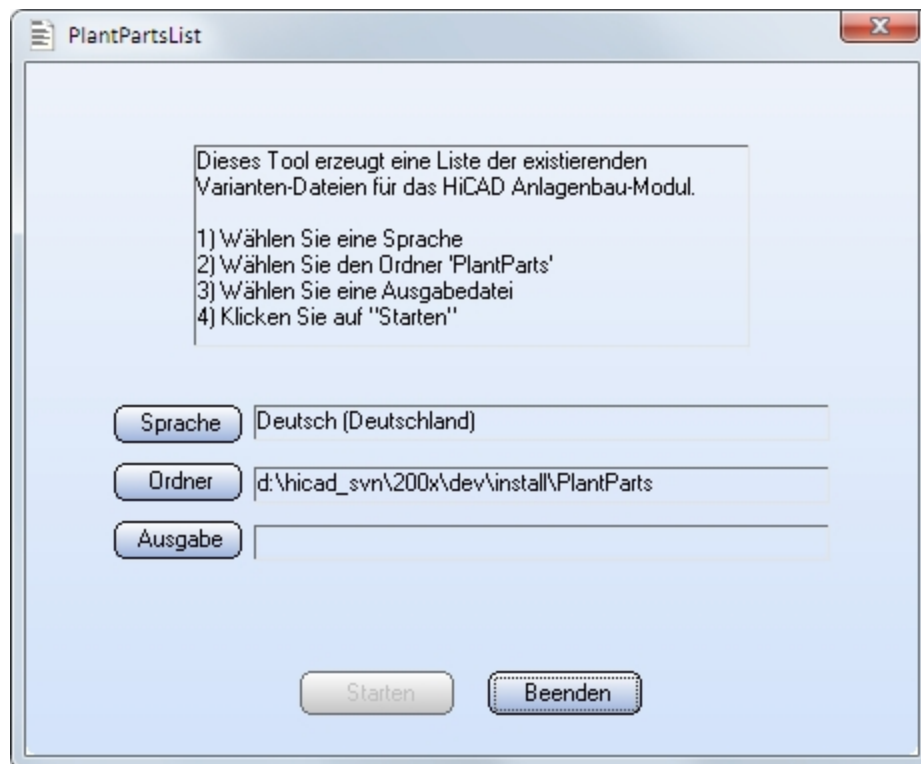 PlantPartsList
Dieses Tool erzeugt eine Liste der existierenden
Varianten-Dateien für das HiCAD Anlagenbau-Modul.
1) Wählen Sie eine Sprache
2) Wählen Sie den Ordner 'PlantParts'
3) Wählen Sie eine Ausgabedatei
4) Klicken Sie auf "Starten"
Sprache Deutsch (Deutschland)
Ordner d:\hicad_svn\200x\dev\install\PlantParts
Ausgabe
Starten Beenden